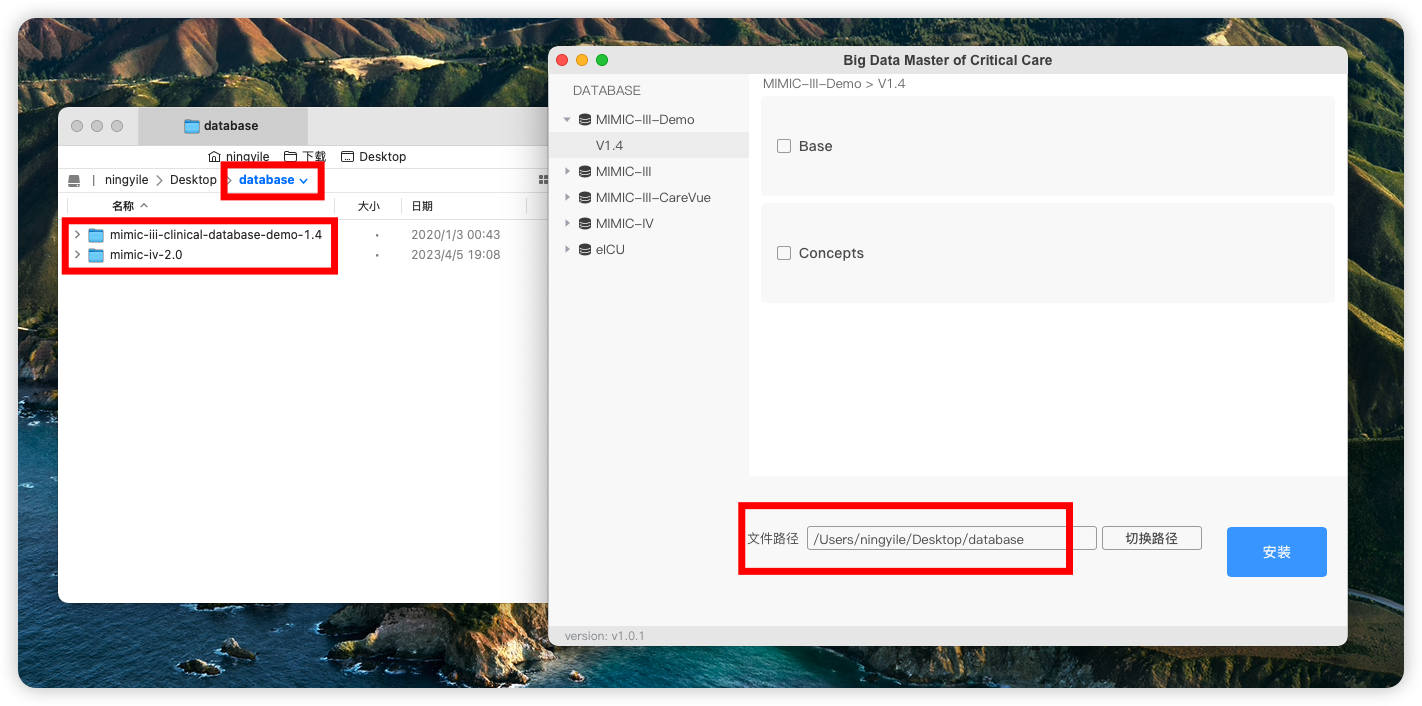 database
ningyile 下载 Desktop
| ningyile Desktop database
名称 大小 日期
mimic-iii-clinical-database-demo-1.4 2020/1/3 00:43
mimic-iv-2.0 2023/4/5 19:08
Big Data Master of Critical Care
DATABASE
MIMIC-III-Demo
V1.4
MIMIC-III
MIMIC-III-CareVue
MIMIC-IV
eICU
MIMIC-III-Demo > V1.4
Base
Concepts
文件路径 /Users/ningyile/Desktop/database 切换路径
安装
version: v1.0.1